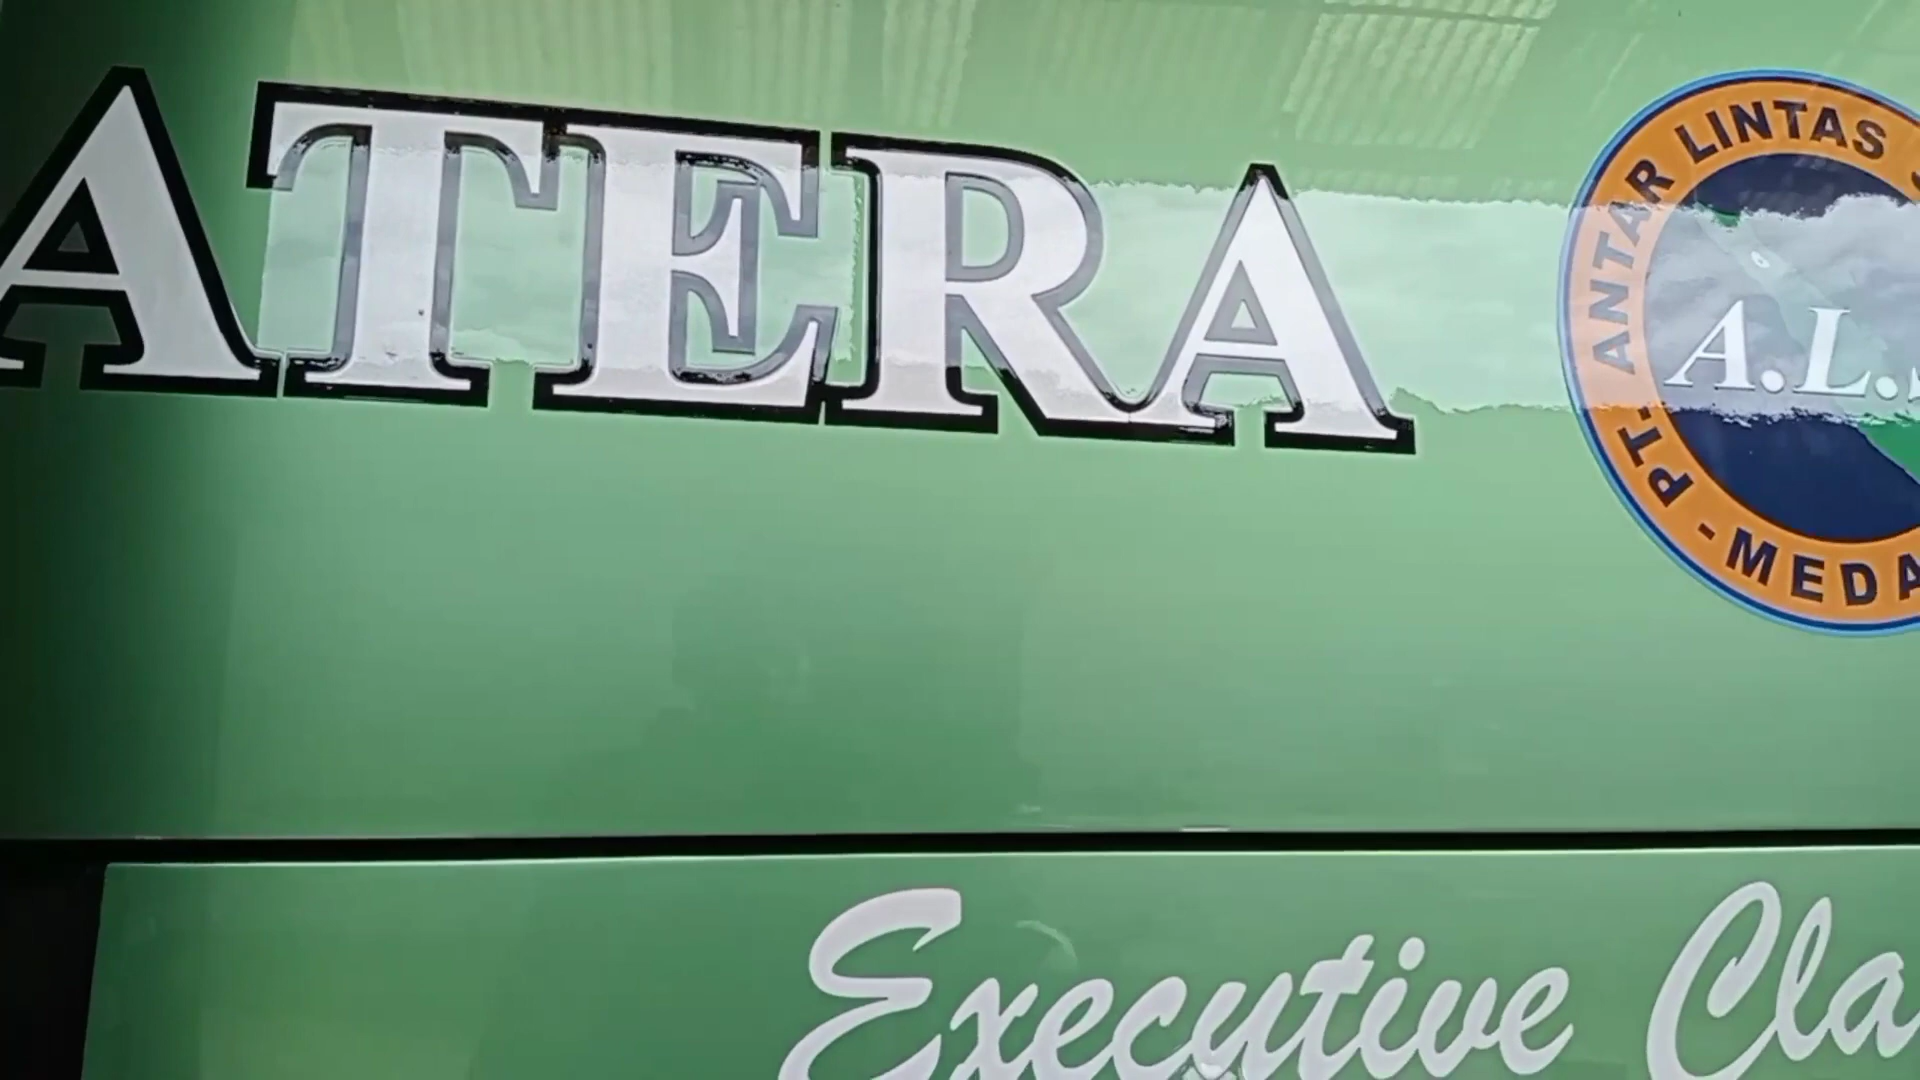 ATERA
PT. ANTAR LINTAS
A.L.S
- MEDA
Executive Cla